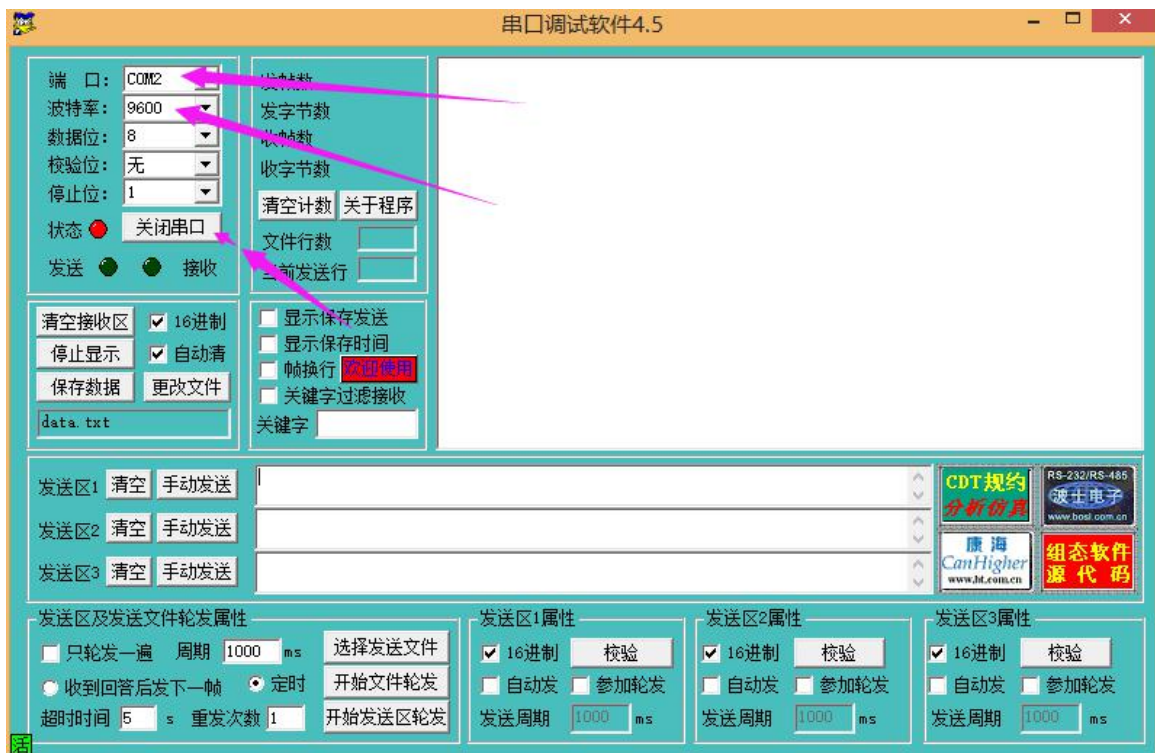 串口调试软件4.5
端 口: COM2
波特率: 9600
数据位: 8
校验位: 无
停止位: 1
状态 关闭串口
发送 接收
发帧数
发字节数
收帧数
收字节数
清空计数 关于程序
文件行数
当前发送行
清空接收区 16进制
停止显示 自动清
保存数据 更改文件
data.txt
显示保存发送
显示保存时间
帧换行 欢迎使用
关键字过滤接收
关键字
发送区1 清空 手动发送
发送区2 清空 手动发送
发送区3 清空 手动发送
CDT规约
分析仿真
RS-232/RS-485
波士电子
www.bosi.com.cn
康海
CanHigher
www.ht.com.cn
组态软件
源代码
发送区及发送文件轮发属性
只轮发一遍 周期 1000 ms 选择发送文件
收到回答后发下一帧 定时 开始文件轮发
超时时间 5 s 重发次数 1 开始发送区轮发
发送区1属性
16进制 校验
自动发 参加轮发
发送周期 1000 ms
发送区2属性
16进制 校验
自动发 参加轮发
发送周期 1000 ms
发送区3属性
16进制 校验
自动发 参加轮发
发送周期 1000 ms
活